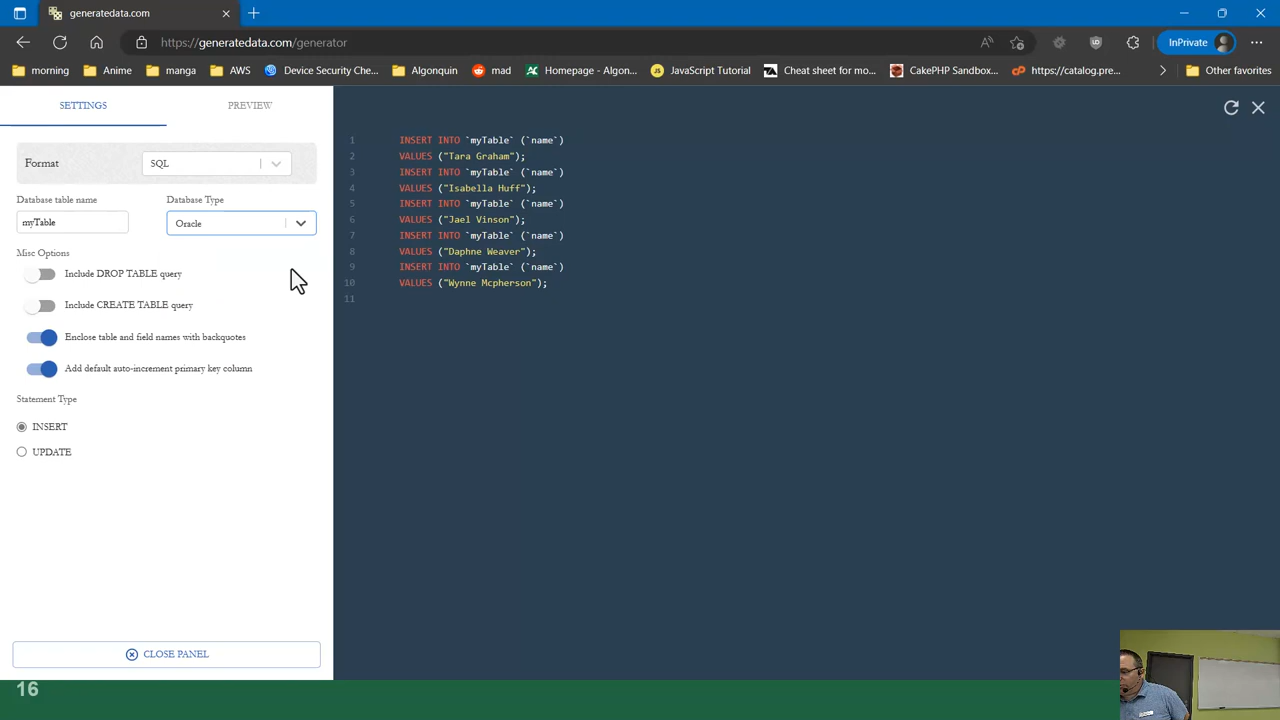 generatedata.com
https://generatedata.com/generator
InPrivate
morning
Anime
manga
AWS
Device Security Che...
Algonquin
mad
Homepage - Algon...
JavaScript Tutorial
Cheat sheet for mo...
CakePHP Sandbox...
https://catalog.pre...
Other favorites
SETTINGS
PREVIEW
Format
SQL
Database table name
Database Type
myTable
Oracle
Misc Options
Include DROP TABLE query
Include CREATE TABLE query
Enclose table and field names with backquotes
Add default auto-increment primary key column
Statement Type
INSERT
UPDATE
CLOSE PANEL
1 INSERT INTO `myTable` (`name`)
2 VALUES ("Tara Graham");
3 INSERT INTO `myTable` (`name`)
4 VALUES ("Isabella Huff");
5 INSERT INTO `myTable` (`name`)
6 VALUES ("Jael Vinson");
7 INSERT INTO `myTable` (`name`)
8 VALUES ("Daphne Weaver");
9 INSERT INTO `myTable` (`name`)
10 VALUES ("Wynne Mcpherson");
11
16